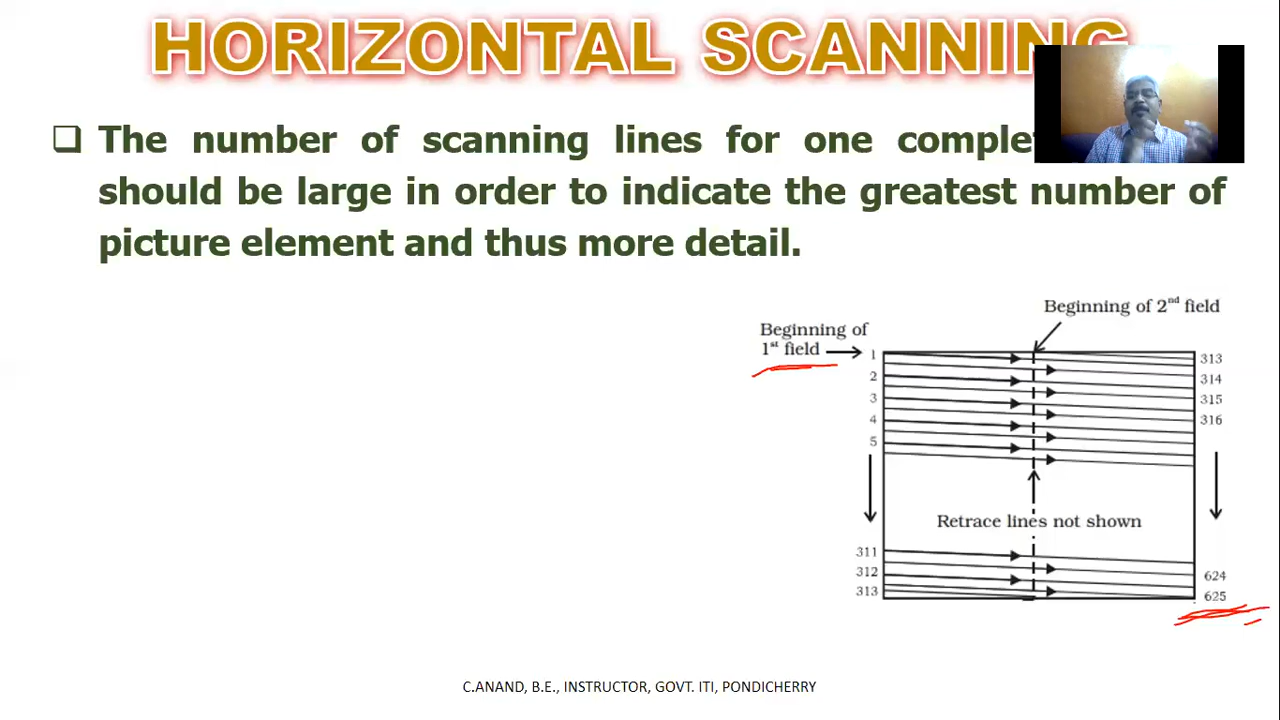 HORIZONTAL SCANNING
❑ The number of scanning lines for one
should be large in order to indicate the greatest number of
picture element and thus more detail.
Beginning of 2nd field
Beginning of
1st field
1
2
3
4
5
313
314
315
316
Retrace lines not shown
311
312
313
624
625
C.ANAND, B.E., INSTRUCTOR, GOVT. ITI, PONDICHERRY